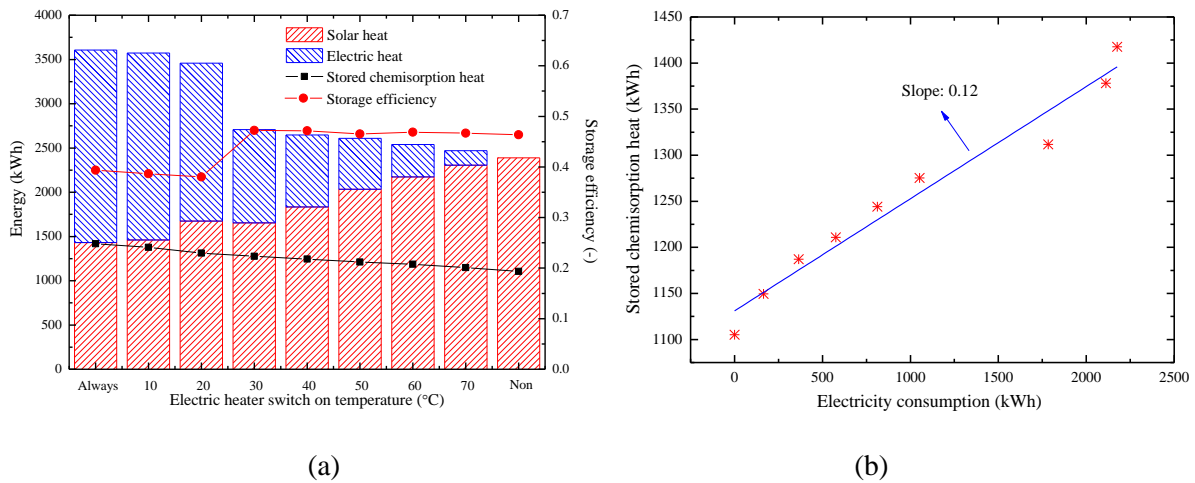 Energy (kWh)
4000
3500
3000
2500
2000
1500
1000
500
0
Solar heat
Electric heat
Stored chemisorption heat
Storage efficiency
0.7
0.6
0.5
0.4
0.3
0.2
0.1
0.0
Storage efficiency (-)
Always 10 20 30 40 50 60 70 Non
Electric heater switch on temperature (°C)
(a)
Stored chemisorption heat (kWh)
1450
1400
1350
1300
1250
1200
1150
1100
Slope: 0.12
0 500 1000 1500 2000 2500
Electricity consumption (kWh)
(b)